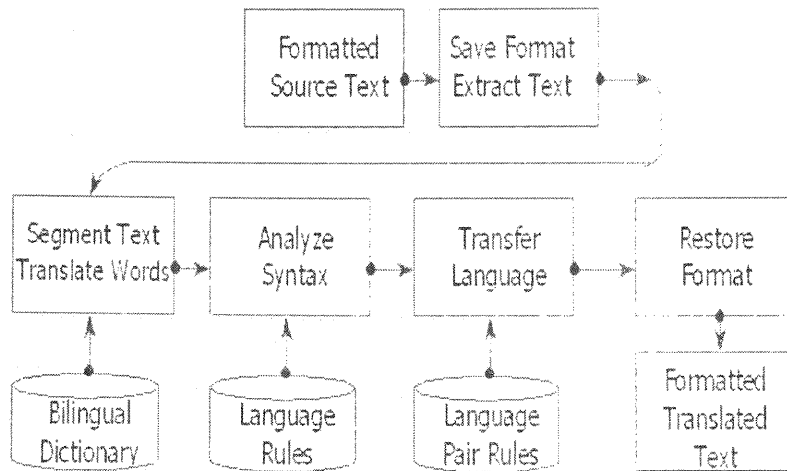 Formatted
Source Text
Save Format
Extract Text
Segment Text
Translate Words
Analyze
Syntax
Transfer
Language
Restore
Format
Bilingual
Dictionary
Language
Rules
Language
Pair Rules
Formatted
Translated
Text